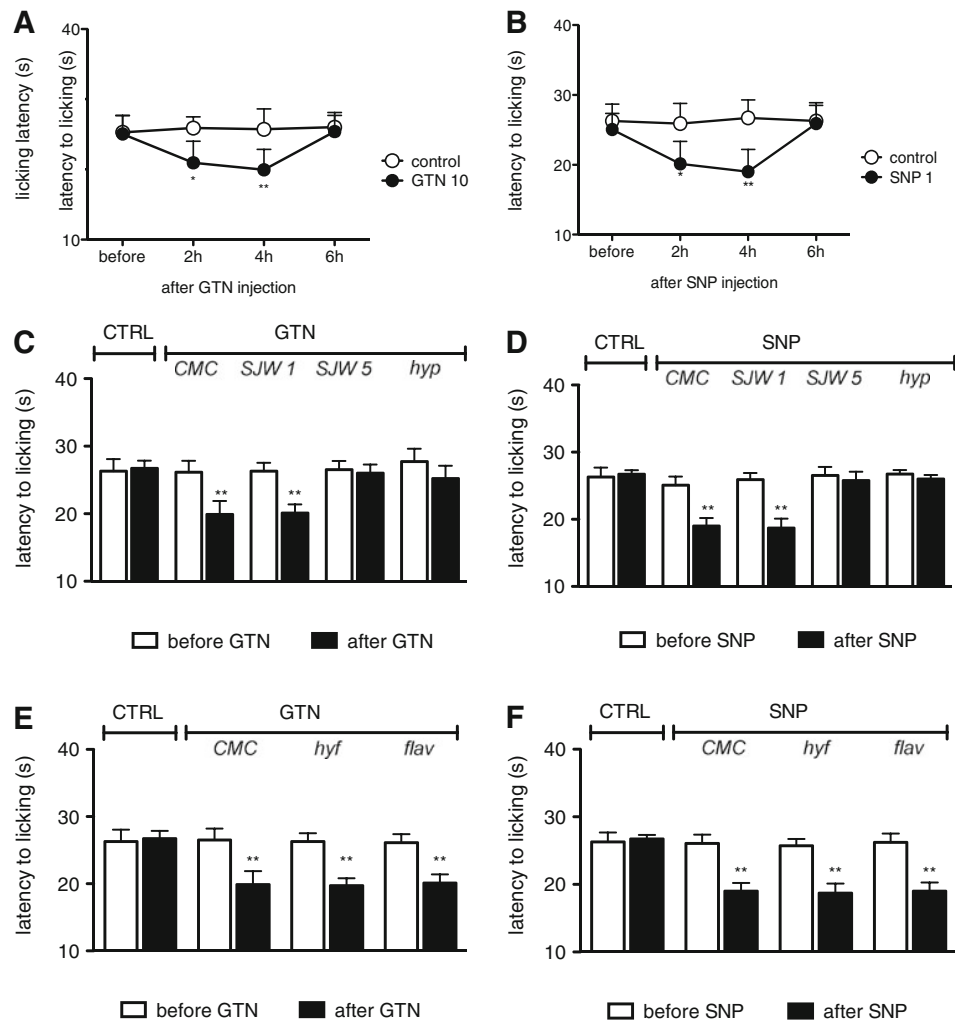 A
licking latency (s)
latency to licking (s)
40
10
before 2h 4h 6h
after GTN injection
* **
control
GTN 10
B
latency to licking (s)
40
30
20
10
before 2h 4h 6h
after SNP injection
* **
control
SNP 1
C
CTRL GTN
CMC SJW 1 SJW 5 hyp
latency to licking (s)
40
30
20
10
** **
before GTN after GTN
D
CTRL SNP
CMC SJW 1 SJW 5 hyp
latency to licking (s)
40
30
20
10
** **
before SNP after SNP
E
CTRL GTN
CMC hyf flav
latency to licking (s)
40
30
20
10
** ** **
before GTN after GTN
F
CTRL SNP
CMC hyf flav
latency to licking (s)
40
30
20
10
** ** **
before SNP after SNP